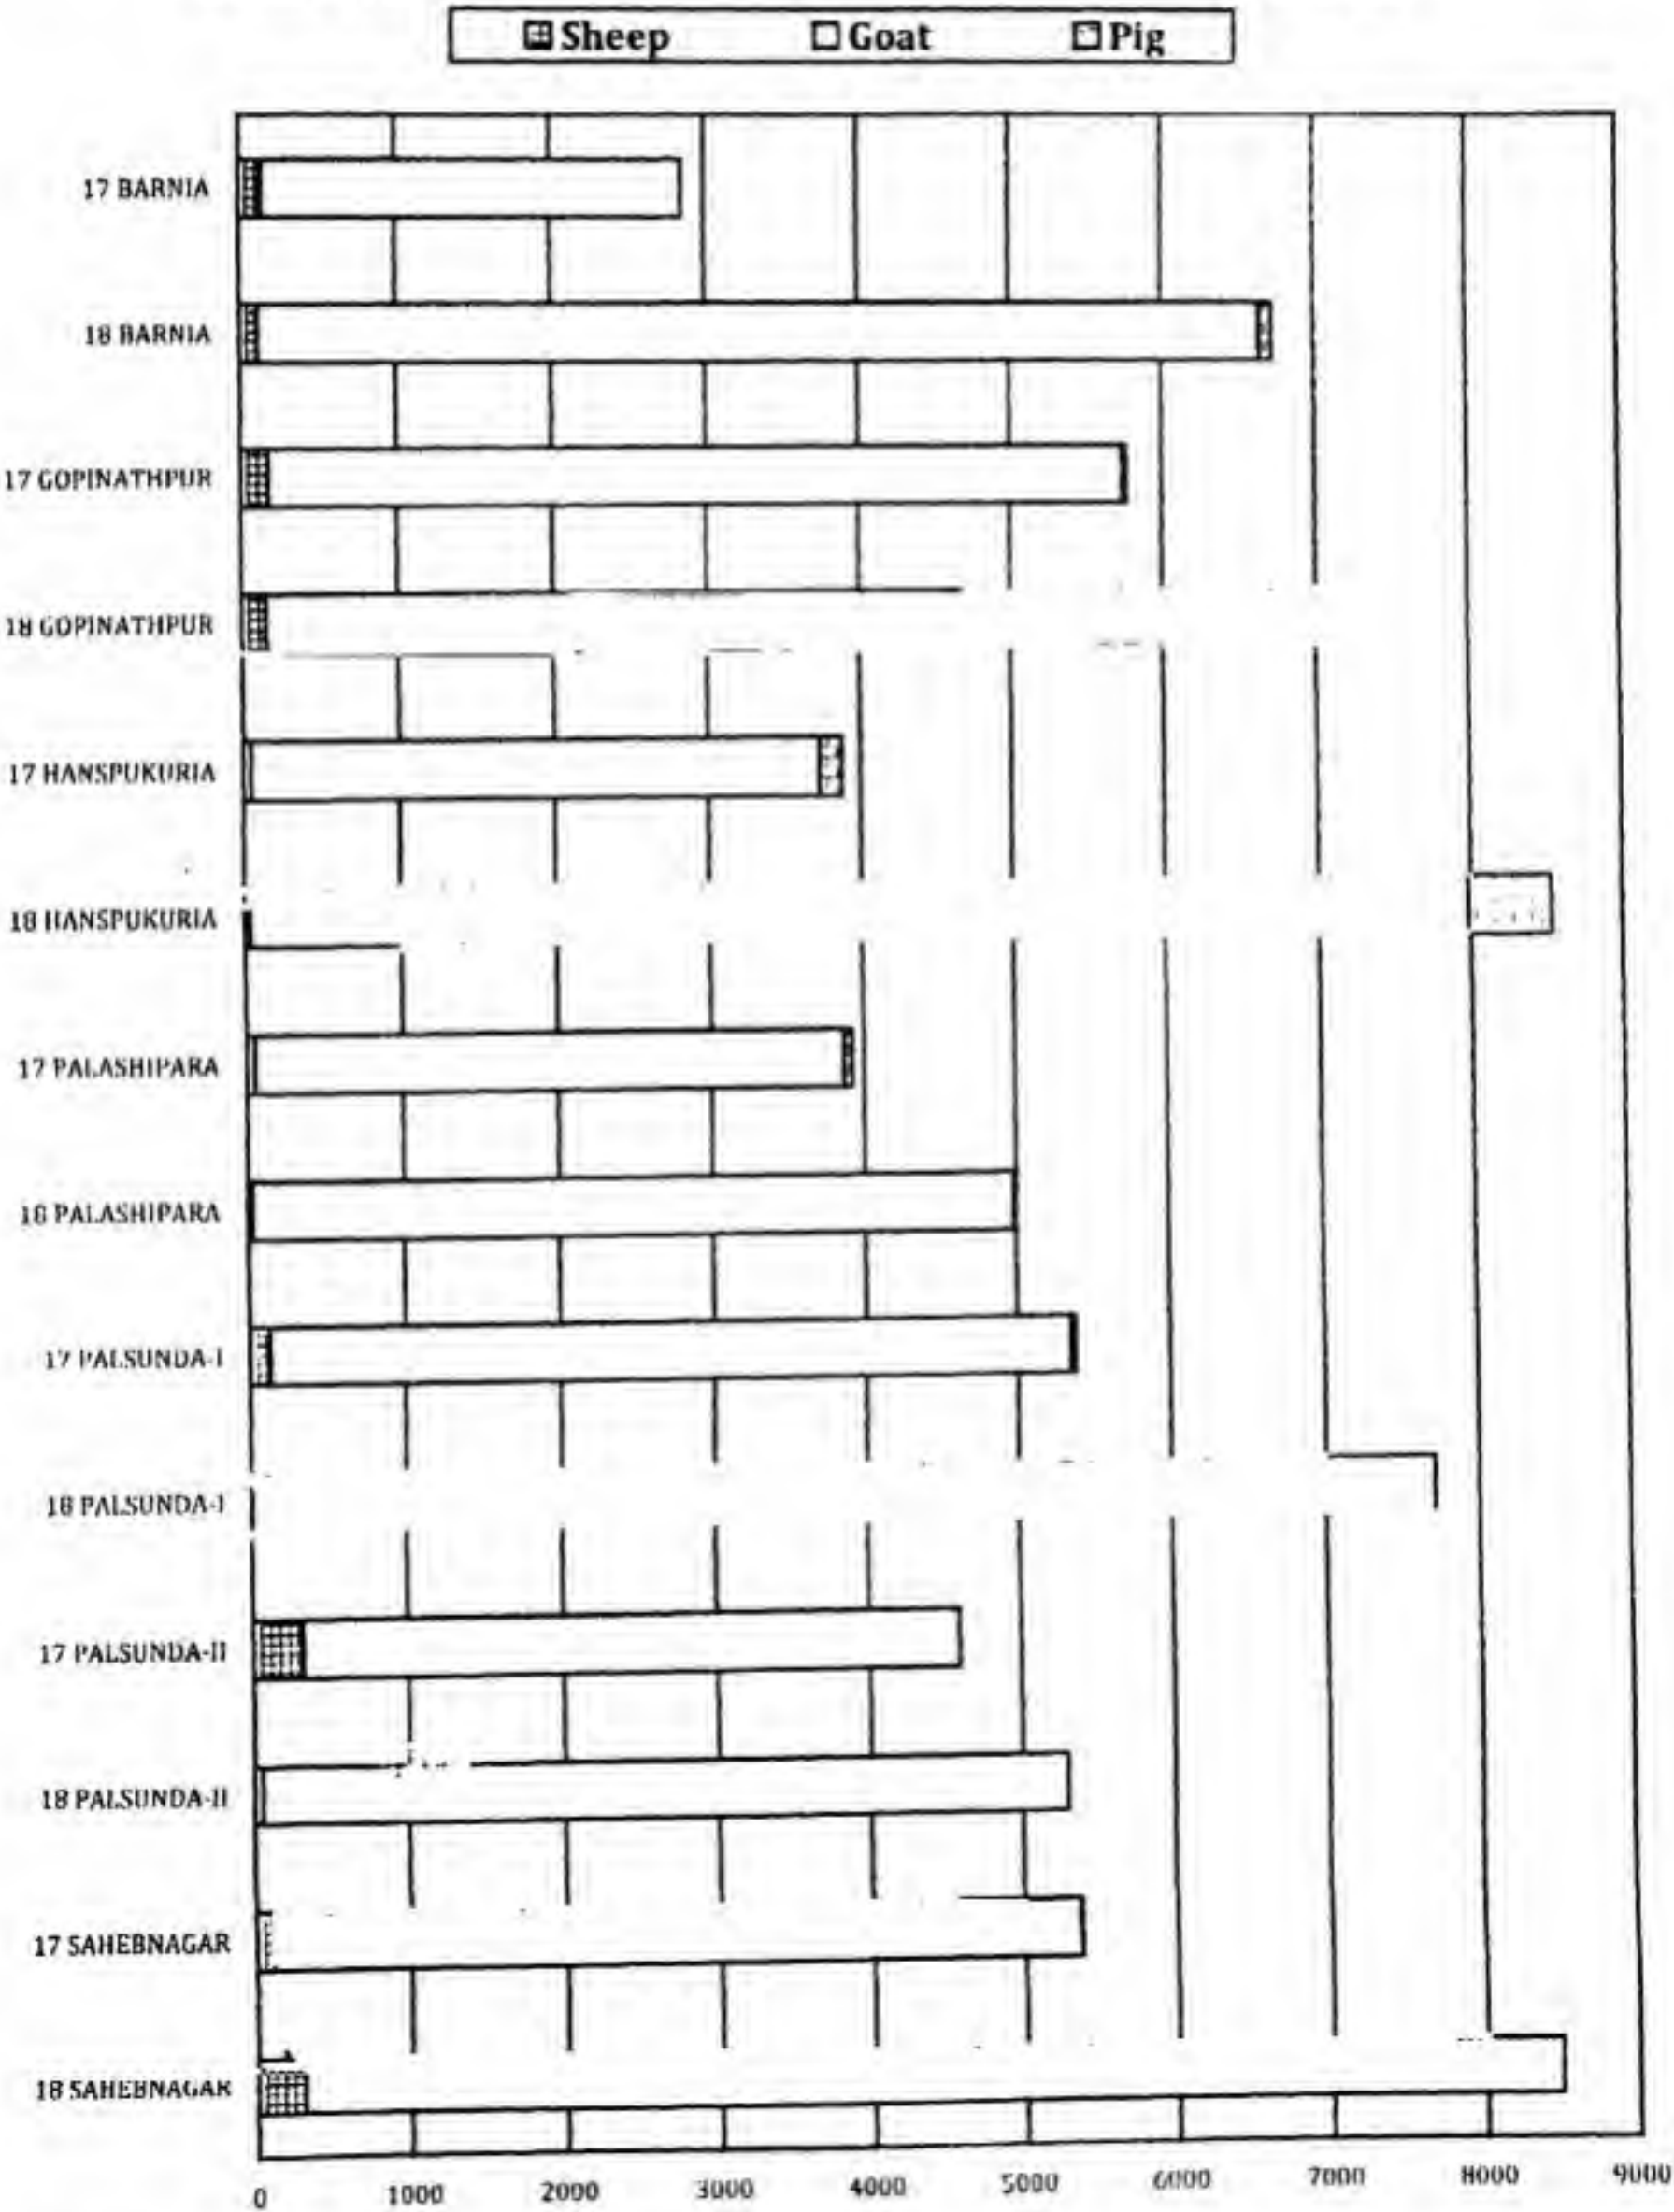 Sheep Goat Pig
17 BARNIA
18 BARNIA
17 GOPINATHPUR
18 GOPINATHPUR
17 HANSPUKURIA
18 HANSPUKURIA
17 PALASHIPARA
18 PALASHIPARA
17 PALSUNDA-I
18 PALSUNDA-I
17 PALSUNDA-II
18 PALSUNDA-II
17 SAHEBNAGAR
18 SAHEBNAGAR
0 1000 2000 3000 4000 5000 6000 7000 8000 9000